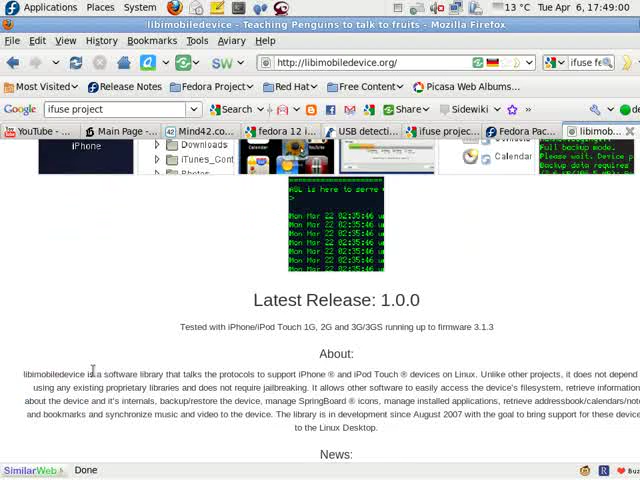 Applications Places System 13 °C Tue Apr 6, 17:49:00
libimobiledevice - Teaching Penguins to talk to fruits - Mozilla Firefox
File Edit View History Bookmarks Tools Aviary Help
SW http://libimobiledevice.org/ ifuse fe
Most Visited Release Notes Fedora Project Red Hat Free Content Picasa Web Albums...
Google ifuse project Search Share Sidewiki
YouTube - ... Main Page -... Mind42.co... fedora 12 i... USB detecti... ifuse projec... Fedora Pac... libimob...
iPhone Downloads Calendar
iTunes_Cont
Full backup mode.
Please wait. Device p
Backup data requires
ASL is here to serve
>
Mon Mar 22 02:35:46
Mon Mar 22 02:35:46
Mon Mar 22 02:35:46
Mon Mar 22 02:35:46
Mon Mar 22 02:35:46
Mon Mar 22 02:35:46
Latest Release: 1.0.0
Tested with iPhone/iPod Touch 1G, 2G and 3G/3GS running up to firmware 3.1.3
About:
libimobiledevice is a software library that talks the protocols to support iPhone ® and iPod Touch ® devices on Linux. Unlike other projects, it does not depend
using any existing proprietary libraries and does not require jailbreaking. It allows other software to easily access the device's filesystem, retrieve information
about the device and it's internals, backup/restore the device, manage SpringBoard ® icons, manage installed applications, retrieve addressbook/calendars/note
and bookmarks and synchronize music and video to the device. The library is in development since August 2007 with the goal to bring support for these device
to the Linux Desktop.
News:
SimilarWeb Done Buz